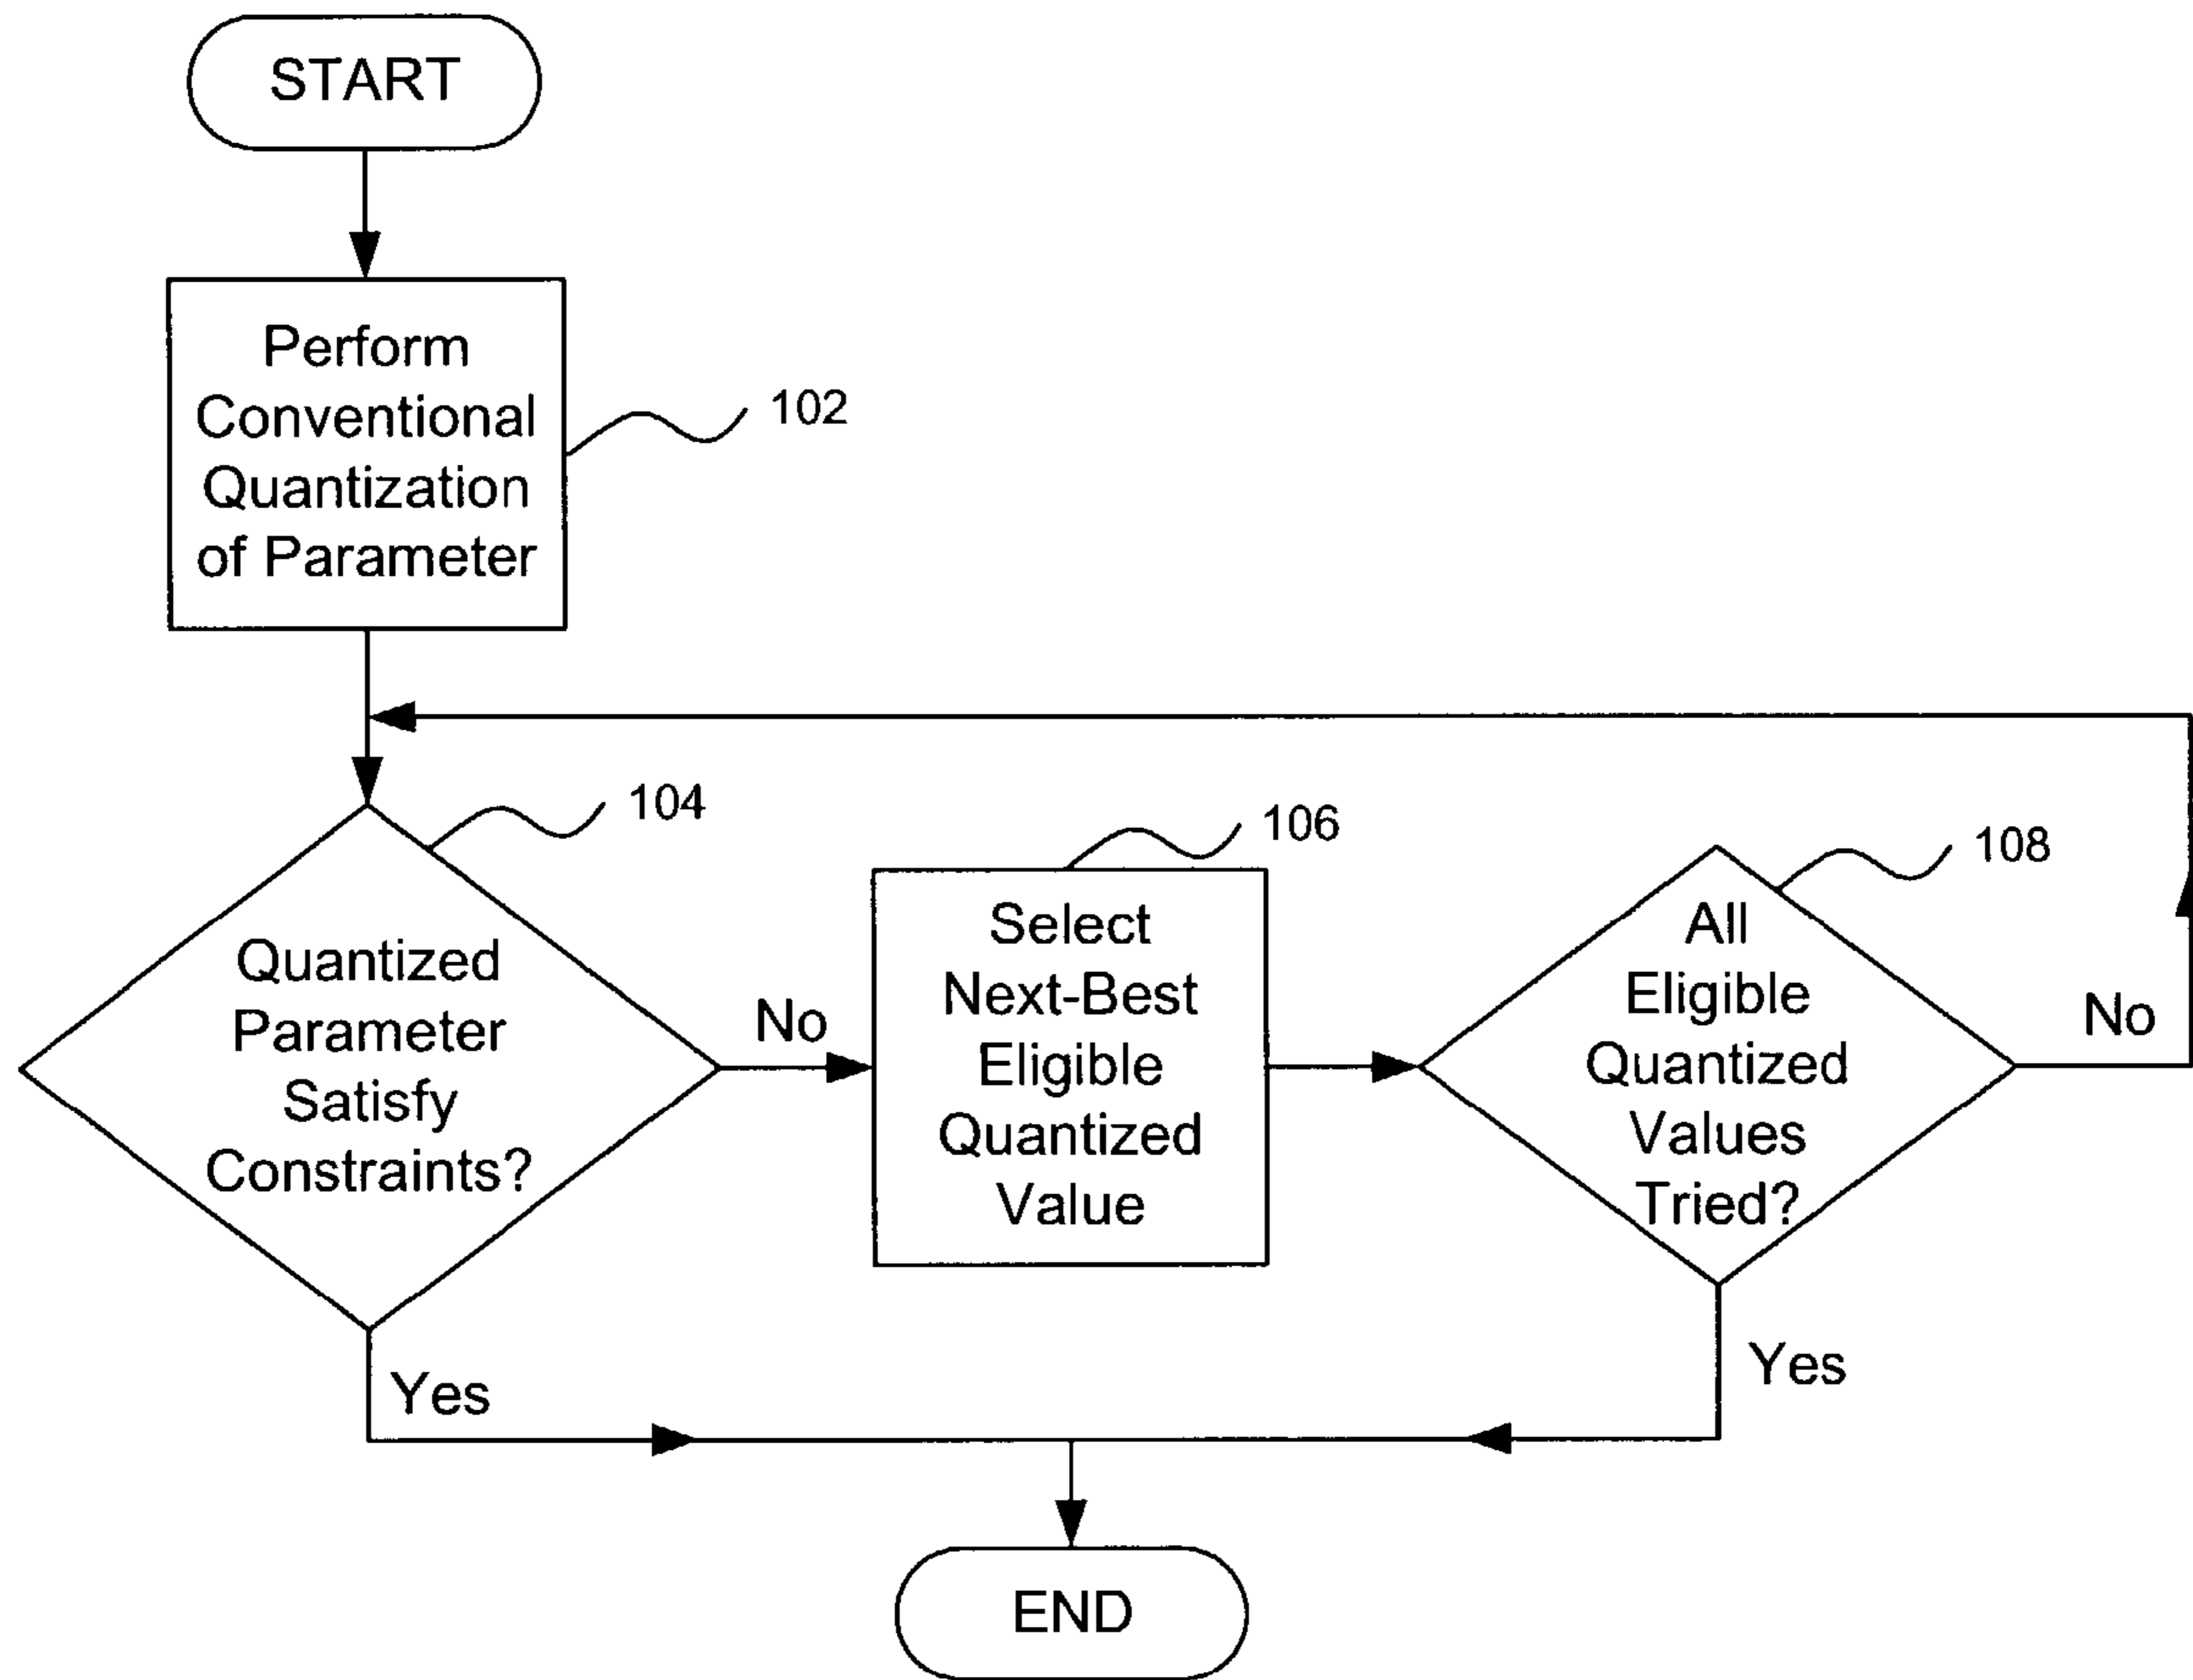 START
Perform
Conventional
Quantization
of Parameter
102
104
Quantized
Parameter
Satisfy
Constraints?
No
106
Select
Next-Best
Eligible
Quantized
Value
108
All
Eligible
Quantized
Values
Tried?
No
Yes
Yes
END